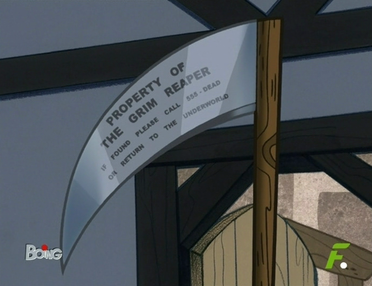 PROPERTY OF
THE GRIM REAPER
IF FOUND PLEASE CALL 555-DEAD
OR RETURN TO THE UNDERWORLD
BOING
F